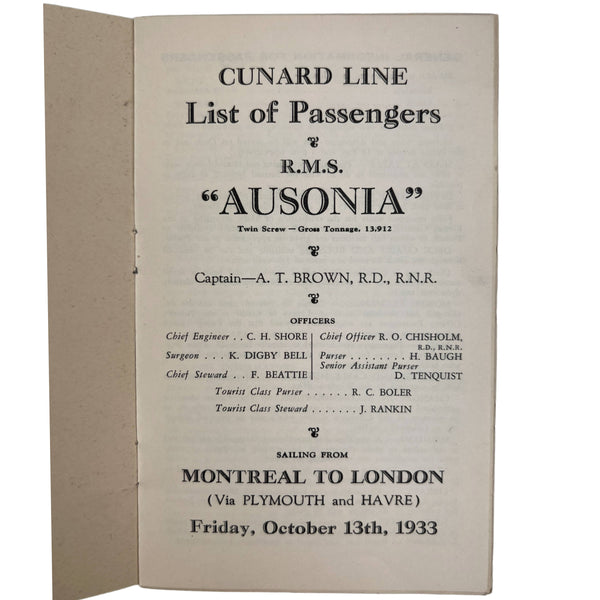 CUNARD LINE
List of Passengers
R.M.S.
“AUSONIA”
Twin Screw — Gross Tonnage, 13,912
Captain—A. T. BROWN, R.D., R.N.R.
OFFICERS
Chief Engineer . . C. H. SHORE
Surgeon . . . K. DIGBY BELL
Chief Steward . . F. BEATTIE
Chief Officer R. O. CHISHOLM,
R.D., R.N.R.
Purser . . . . . . . . H. BAUGH
Senior Assistant Purser
D. TENQUIST
Tourist Class Purser . . . . . . R. C. BOLER
Tourist Class Steward . . . . . . . J. RANKIN
SAILING FROM
MONTREAL TO LONDON
(Via PLYMOUTH and HAVRE)
Friday, October 13th, 1933